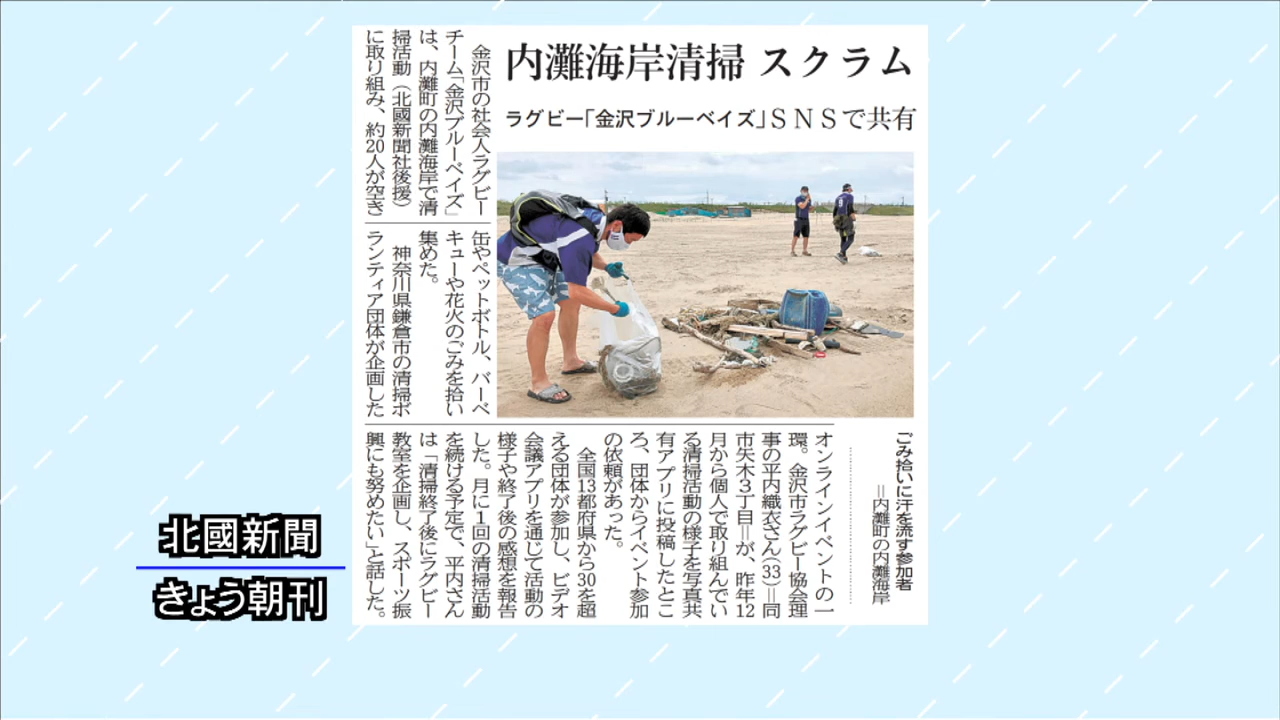 内灘海岸清掃 スクラム
ラグビー「金沢ブルーベイズ」ＳＮＳで共有
金沢市の社会人ラグビー
チーム「金沢ブルーベイズ」
は、内灘町の内灘海岸で清
掃活動（北國新聞社後援）
に取り組み、約20人が空き
缶やペットボトル、バーベ
キューや花火のごみを拾い
集めた。
神奈川県鎌倉市の清掃ボ
ランティア団体が企画した
ごみ拾いに汗を流す参加者
＝内灘町の内灘海岸
オンラインイベントの一
環。金沢市ラグビー協会理
事の平内織衣さん(33)＝同
市矢木３丁目＝が、昨年12
月から個人で取り組んでい
る清掃活動の様子を写真共
有アプリに投稿したとこ
ろ、団体からイベント参加
の依頼があった。
全国13都府県から30を超
える団体が参加し、ビデオ
会議アプリを通じて活動の
様子や終了後の感想を報告
した。月に１回の清掃活動
を続ける予定で、平内さん
は「清掃終了後にラグビー
教室を企画し、スポーツ振
興にも努めたい」と話した。
北國新聞
きょう朝刊